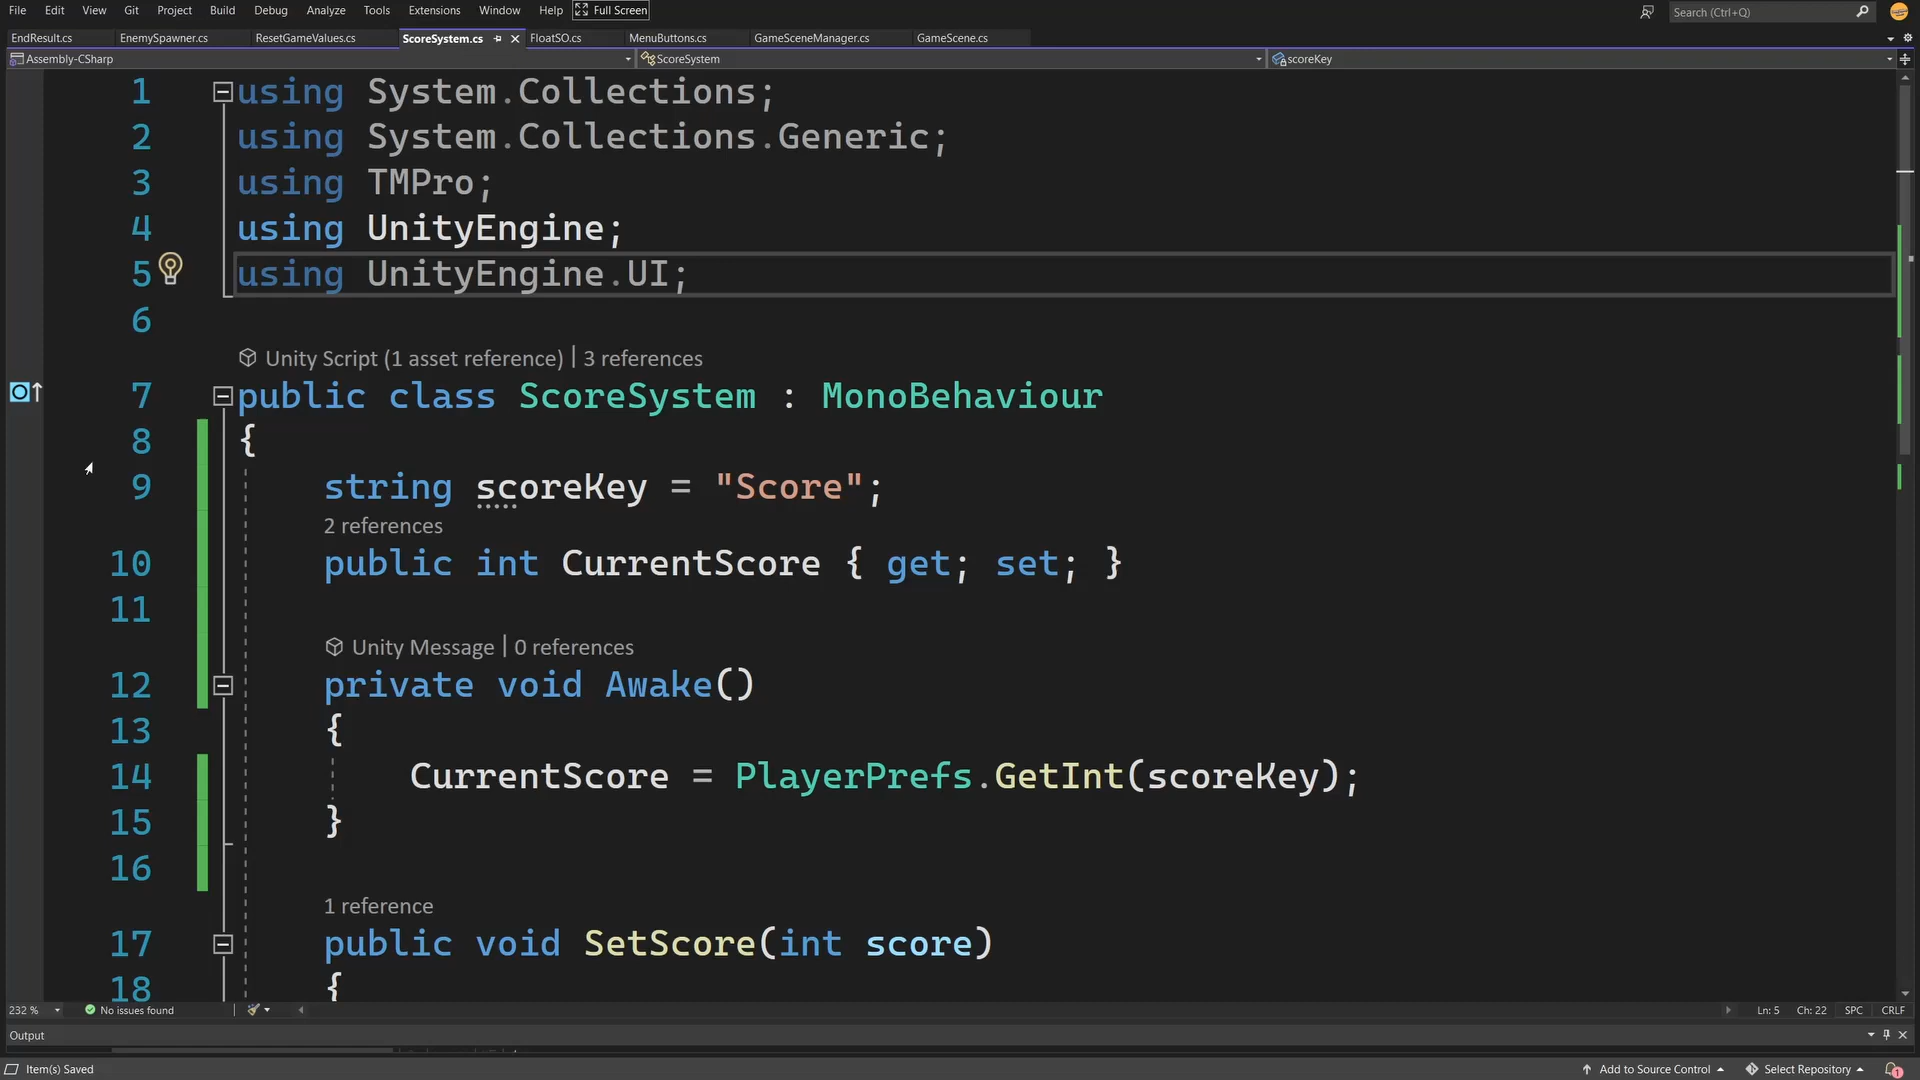 File Edit View Git Project Build Debug Analyze Tools Extensions Window Help Full Screen Search (Ctrl+Q)
EndResult.cs EnemySpawner.cs ResetGameValues.cs ScoreSystem.cs FloatSO.cs MenuButtons.cs GameSceneManager.cs GameScene.cs
Assembly-CSharp ScoreSystem scoreKey
1 using System.Collections;
2 using System.Collections.Generic;
3 using TMPro;
4 using UnityEngine;
5 using UnityEngine.UI;
6
Unity Script (1 asset reference) | 3 references
7 public class ScoreSystem : MonoBehaviour
8 {
9 string scoreKey = "Score";
2 references
10 public int CurrentScore { get; set; }
11
Unity Message | 0 references
12 private void Awake()
13 {
14 CurrentScore = PlayerPrefs.GetInt(scoreKey);
15 }
16
1 reference
17 public void SetScore(int score)
18 {
232 % No issues found Ln: 5 Ch: 22 SPC CRLF
Output
Item(s) Saved Add to Source Control Select Repository 1